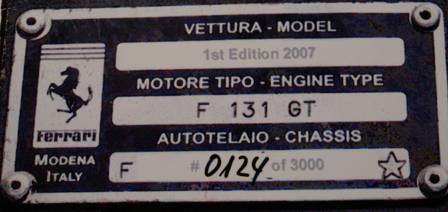 VETTURA - MODEL
1st Edition 2007
MOTORE TIPO - ENGINE TYPE
F 131 GT
Ferrari
AUTOTELAIO - CHASSIS
MODENA
ITALY
F # 0124 of 3000